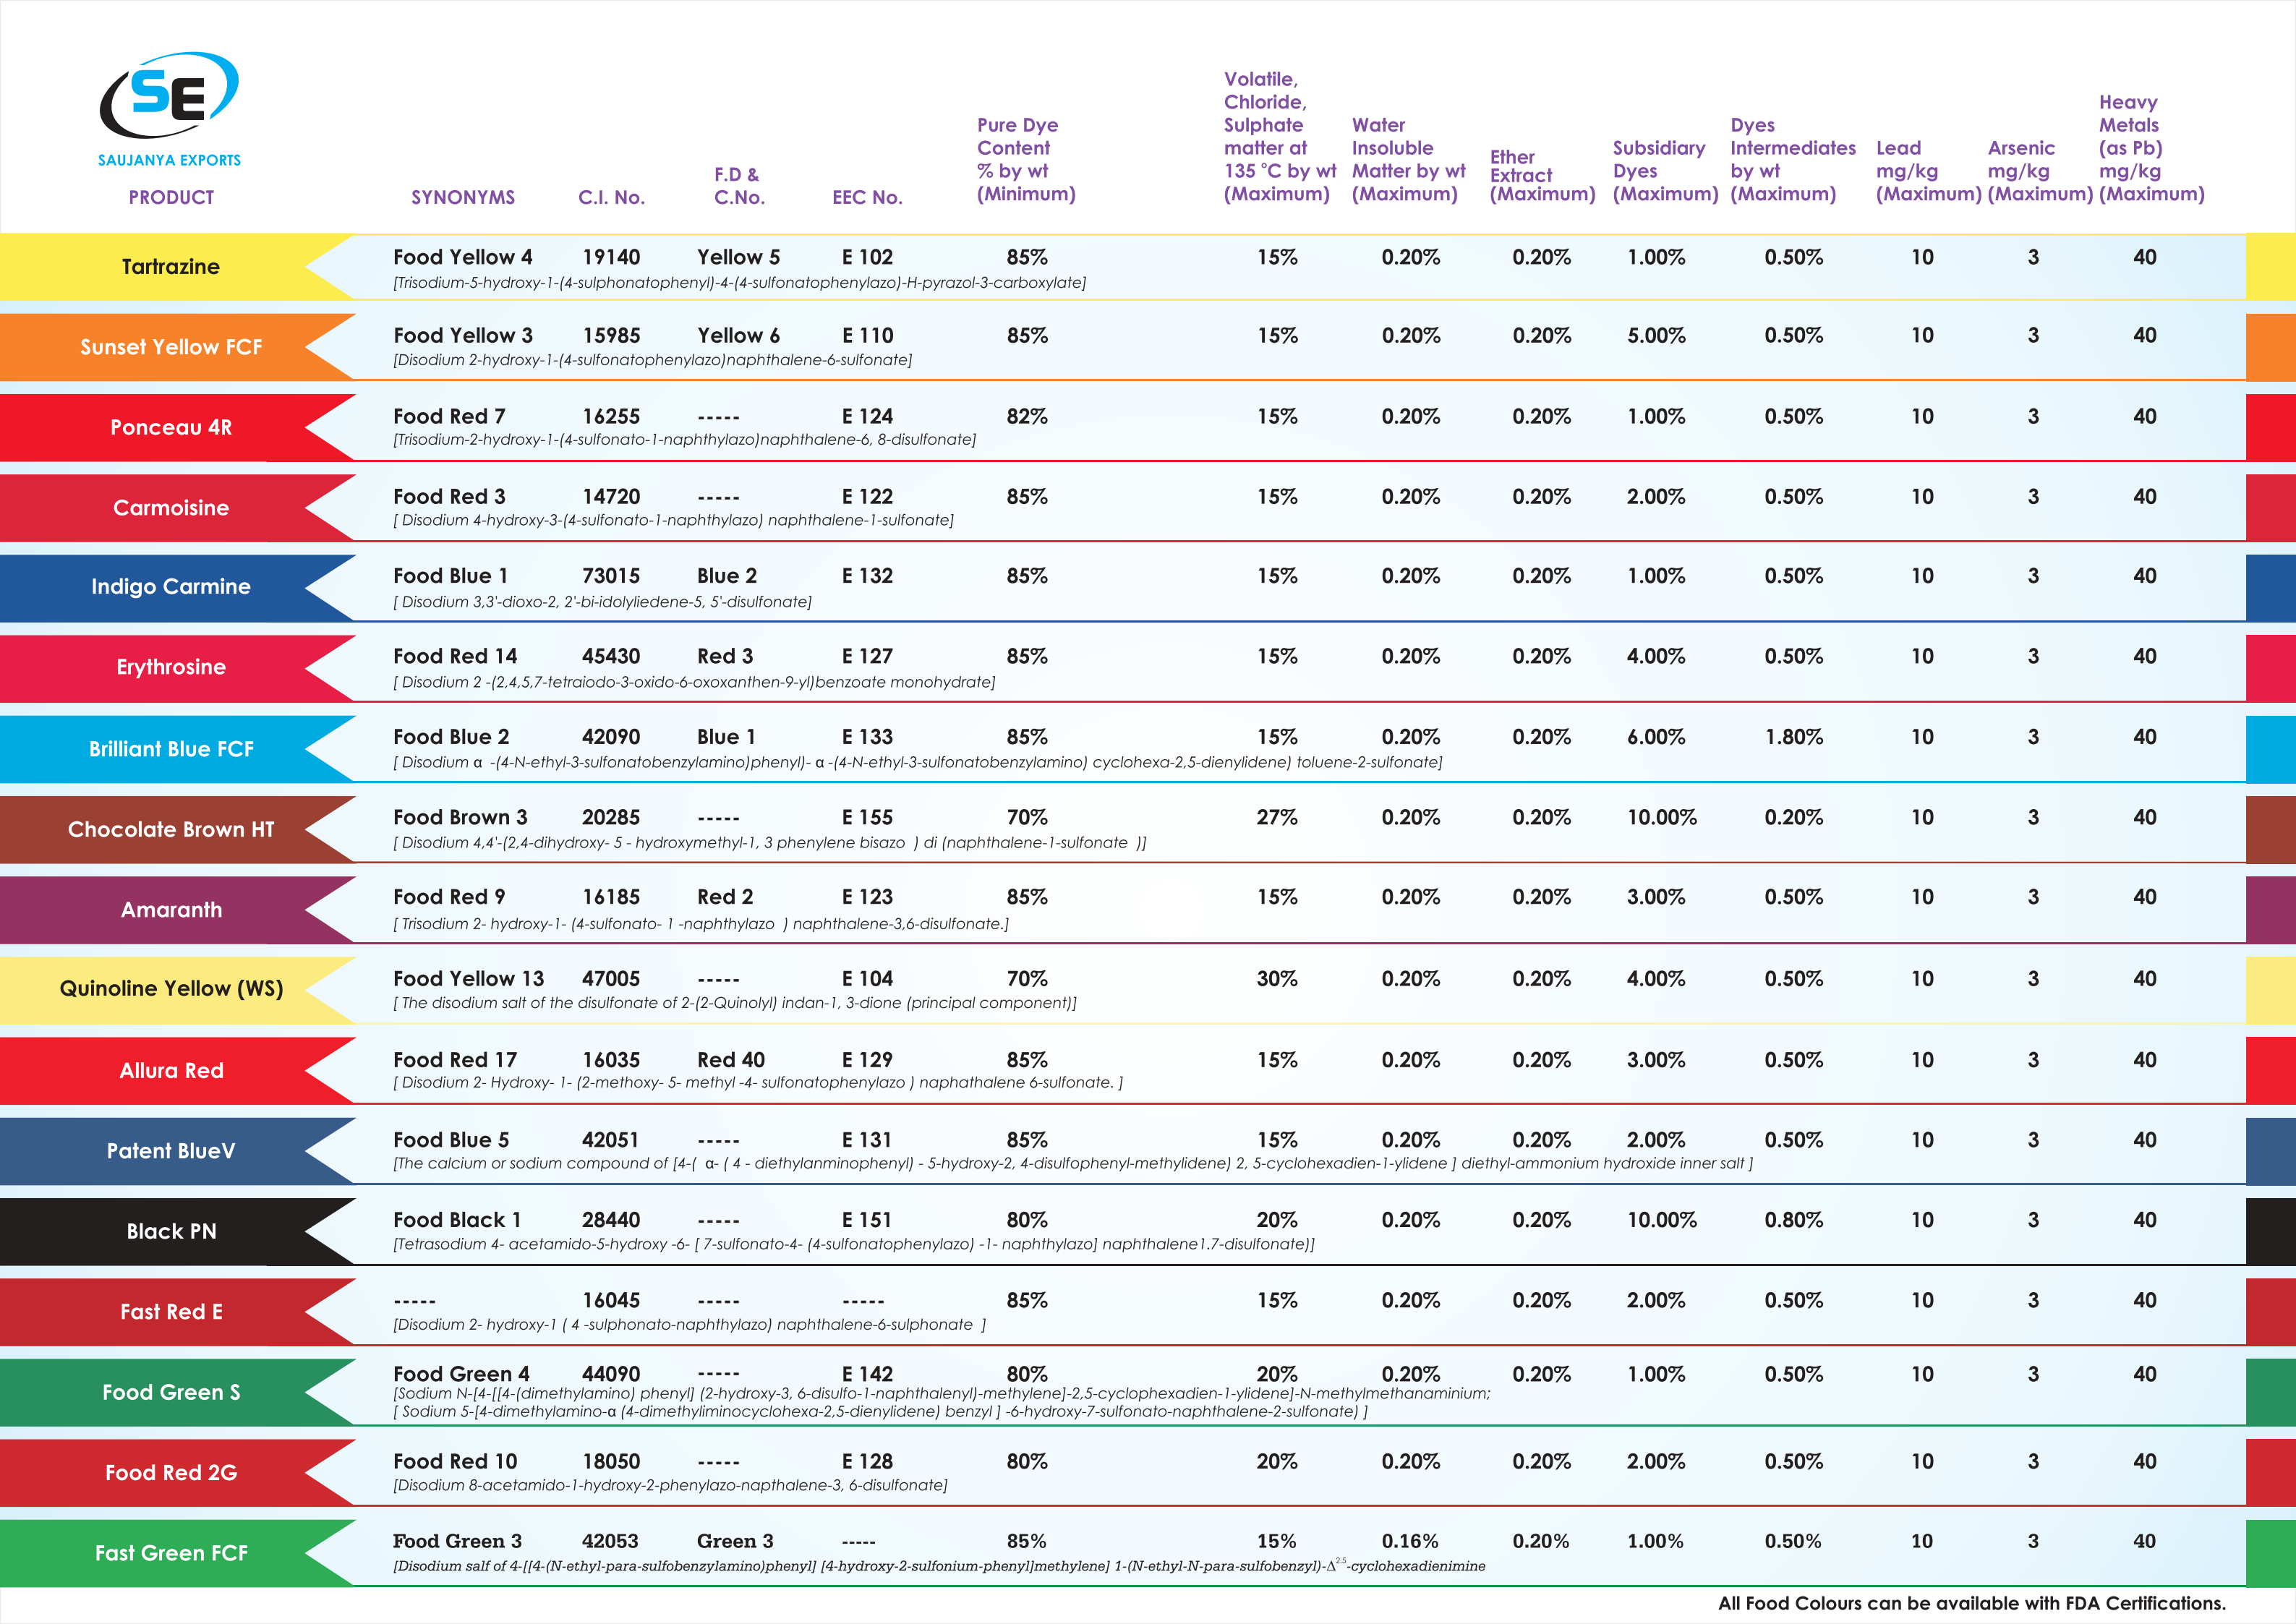 SE
SAUJANYA EXPORTS
PRODUCT SYNONYMS C.I. No. F.D & C.No. EEC No. Pure Dye Content % by wt (Minimum) Volatile, Chloride, Sulphate matter at 135 °C by wt (Maximum) Water Insoluble Matter by wt (Maximum) Ether Extract (Maximum) Subsidiary Dyes (Maximum) Dyes Intermediates by wt (Maximum) Lead mg/kg (Maximum) Arsenic mg/kg (Maximum) Heavy Metals (as Pb) mg/kg (Maximum)
Tartrazine Food Yellow 4 19140 Yellow 5 E 102 85% 15% 0.20% 0.20% 1.00% 0.50% 10 3 40
[Trisodium-5-hydroxy-1-(4-sulphonatophenyl)-4-(4-sulfonatophenylazo)-H-pyrazol-3-carboxylate]
Sunset Yellow FCF Food Yellow 3 15985 Yellow 6 E 110 85% 15% 0.20% 0.20% 5.00% 0.50% 10 3 40
[Disodium 2-hydroxy-1-(4-sulfonatophenylazo)naphthalene-6-sulfonate]
Ponceau 4R Food Red 7 16255 ----- E 124 82% 15% 0.20% 0.20% 1.00% 0.50% 10 3 40
[Trisodium-2-hydroxy-1-(4-sulfonato-1-naphthylazo)naphthalene-6, 8-disulfonate]
Carmoisine Food Red 3 14720 ----- E 122 85% 15% 0.20% 0.20% 2.00% 0.50% 10 3 40
[ Disodium 4-hydroxy-3-(4-sulfonato-1-naphthylazo) naphthalene-1-sulfonate]
Indigo Carmine Food Blue 1 73015 Blue 2 E 132 85% 15% 0.20% 0.20% 1.00% 0.50% 10 3 40
[ Disodium 3,3'-dioxo-2, 2'-bi-idolyliedene-5, 5'-disulfonate]
Erythrosine Food Red 14 45430 Red 3 E 127 85% 15% 0.20% 0.20% 4.00% 0.50% 10 3 40
[ Disodium 2 -(2,4,5,7-tetraiodo-3-oxido-6-oxoxanthen-9-yl)benzoate monohydrate]
Brilliant Blue FCF Food Blue 2 42090 Blue 1 E 133 85% 15% 0.20% 0.20% 6.00% 1.80% 10 3 40
[ Disodium α -(4-N-ethyl-3-sulfonatobenzylamino)phenyl)- α -(4-N-ethyl-3-sulfonatobenzylamino) cyclohexa-2,5-dienylidene) toluene-2-sulfonate]
Chocolate Brown HT Food Brown 3 20285 ----- E 155 70% 27% 0.20% 0.20% 10.00% 0.20% 10 3 40
[ Disodium 4,4'-(2,4-dihydroxy- 5 - hydroxymethyl-1, 3 phenylene bisazo ) di (naphthalene-1-sulfonate )]
Amaranth Food Red 9 16185 Red 2 E 123 85% 15% 0.20% 0.20% 3.00% 0.50% 10 3 40
[ Trisodium 2- hydroxy-1- (4-sulfonato- 1 -naphthylazo ) naphthalene-3,6-disulfonate.]
Quinoline Yellow (WS) Food Yellow 13 47005 ----- E 104 70% 30% 0.20% 0.20% 4.00% 0.50% 10 3 40
[ The disodium salt of the disulfonate of 2-(2-Quinolyl) indan-1, 3-dione (principal component)]
Allura Red Food Red 17 16035 Red 40 E 129 85% 15% 0.20% 0.20% 3.00% 0.50% 10 3 40
[ Disodium 2- Hydroxy- 1- (2-methoxy- 5- methyl -4- sulfonatophenylazo ) naphathalene 6-sulfonate. ]
Patent BlueV Food Blue 5 42051 ----- E 131 85% 15% 0.20% 0.20% 2.00% 0.50% 10 3 40
[The calcium or sodium compound of [4-( α- ( 4 - diethylanminophenyl) - 5-hydroxy-2, 4-disulfophenyl-methylidene) 2, 5-cyclohexadien-1-ylidene ] diethyl-ammonium hydroxide inner salt ]
Black PN Food Black 1 28440 ----- E 151 80% 20% 0.20% 0.20% 10.00% 0.80% 10 3 40
[Tetrasodium 4- acetamido-5-hydroxy -6- [ 7-sulfonato-4- (4-sulfonatophenylazo) -1- naphthylazo] naphthalene1.7-disulfonate)]
Fast Red E ----- 16045 ----- ----- 85% 15% 0.20% 0.20% 2.00% 0.50% 10 3 40
[Disodium 2- hydroxy-1 ( 4 -sulphonato-naphthylazo) naphthalene-6-sulphonate ]
Food Green S Food Green 4 44090 ----- E 142 80% 20% 0.20% 0.20% 1.00% 0.50% 10 3 40
[Sodium N-[4-[[4-(dimethylamino) phenyl] (2-hydroxy-3, 6-disulfo-1-naphthalenyl)-methylene]-2,5-cyclophexadien-1-ylidene]-N-methylmethanaminium;
[ Sodium 5-[4-dimethylamino-α (4-dimethyliminocyclohexa-2,5-dienylidene) benzyl ] -6-hydroxy-7-sulfonato-naphthalene-2-sulfonate) ]
Food Red 2G Food Red 10 18050 ----- E 128 80% 20% 0.20% 0.20% 2.00% 0.50% 10 3 40
[Disodium 8-acetamido-1-hydroxy-2-phenylazo-napthalene-3, 6-disulfonate]
Fast Green FCF Food Green 3 42053 Green 3 ----- 85% 15% 0.16% 0.20% 1.00% 0.50% 10 3 40
[Disodium salf of 4-[[4-(N-ethyl-para-sulfobenzylamino)phenyl] [4-hydroxy-2-sulfonium-phenyl]methylene] 1-(N-ethyl-N-para-sulfobenzyl)-Δ2.5-cyclohexadienimine
All Food Colours can be available with FDA Certifications.